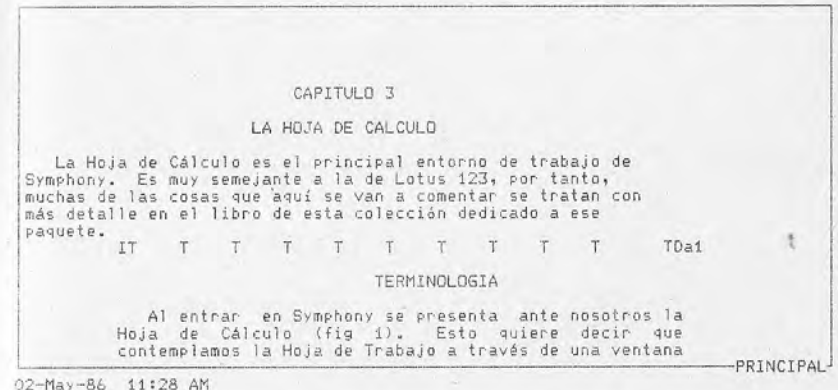 CAPITULO 3
LA HOJA DE CALCULO
La Hoja de Cálculo es el principal entorno de trabajo de
Symphony. Es muy semejante a la de Lotus 123, por tanto,
muchas de las cosas que aquí se van a comentar se tratan con
más detalle en el libro de esta colección dedicado a ese
paquete.
IT T T T T T T T T T TDa1
TERMINOLOGIA
Al entrar en Symphony se presenta ante nosotros la
Hoja de Cálculo (fig 1). Esto quiere decir que
contemplamos la Hoja de Trabajo a través de una ventana
PRINCIPAL
02-May-86 11:28 AM